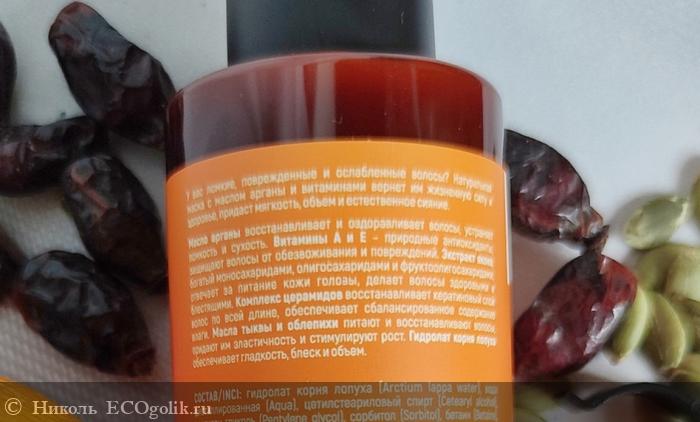 У вас ломкие, поврежденные и ослабленные волосы? Натуральная
маска с маслом арганы и витаминами вернет им жизненную силу и
здоровье, придаст мягкость, объем и естественное сияние.
Масло арганы восстанавливает и оздоравливает волосы, устраняет
ломкость и сухость. Витамины А и Е – природные антиоксиданты,
защищают волосы от обезвоживания и повреждений. Экстракт
богатый моносахаридами, олигосахаридами и фруктоолигосахаридами,
отвечает за питание кожи головы, делает волосы здоровыми и
блестящими. Комплекс церамидов восстанавливает кератиновый слой
волос по всей длине, обеспечивает сбалансированное содержание
влаги. Масла тыквы и облепихи питают и восстанавливают волосы,
придают им эластичность и стимулируют рост. Гидролат корня лопуха
обеспечивает гладкость, блеск и объем.
СОСТАВ/INCI: гидролат корня лопуха (Arctium lappa water), вода
(Aqua), цетилстеариловый спирт (Cetearyl alcohol),
(Pentylene glycol), сорбитол (Sorbitol), бетаин (Betaine),
© Николь ECOgolik.ru